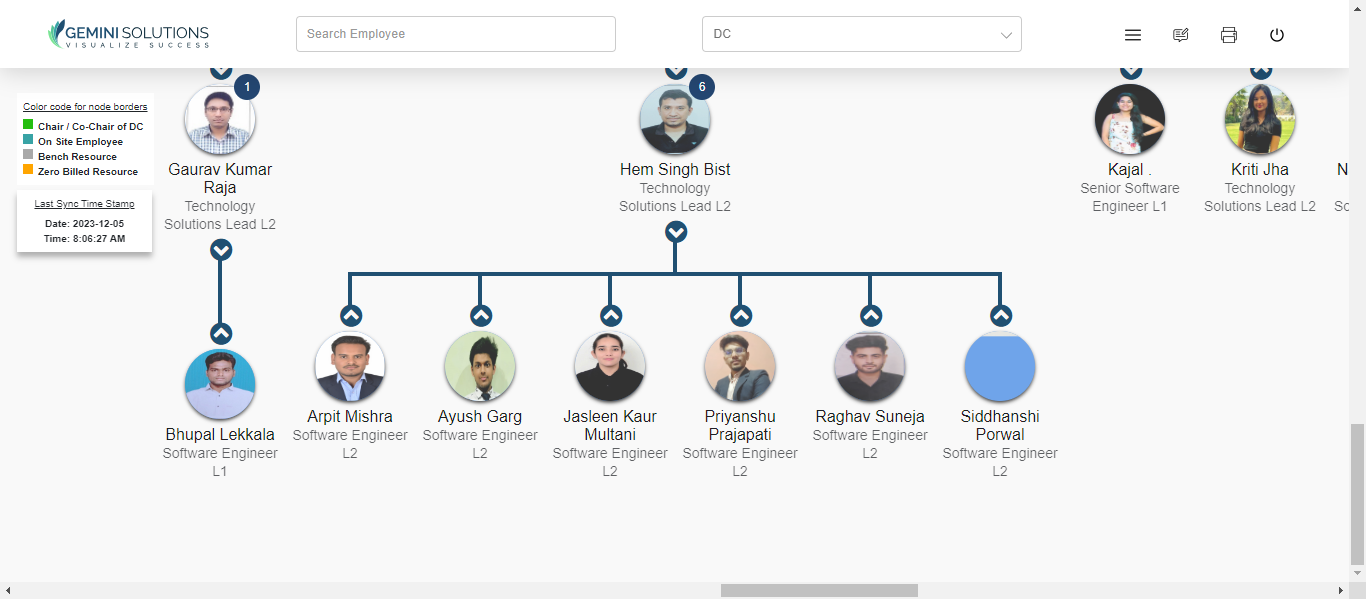 GEMINI SOLUTIONS
VISUALIZE SUCCESS
Search Employee
DC
Color code for node borders
Chair / Co-Chair of DC
On Site Employee
Bench Resource
Zero Billed Resource
Last Sync Time Stamp
Date: 2023-12-05
Time: 8:06:27 AM
1
Gaurav Kumar
Raja
Technology
Solutions Lead L2
6
Hem Singh Bist
Technology
Solutions Lead L2
Kajal .
Senior Software
Engineer L1
Kriti Jha
Technology
Solutions Lead L2
N
So
Bhupal Lekkala
Software Engineer
L1
Arpit Mishra
Software Engineer
L2
Ayush Garg
Software Engineer
L2
Jasleen Kaur
Multani
Software Engineer
L2
Priyanshu
Prajapati
Software Engineer
L2
Raghav Suneja
Software Engineer
L2
Siddhanshi
Porwal
Software Engineer
L2